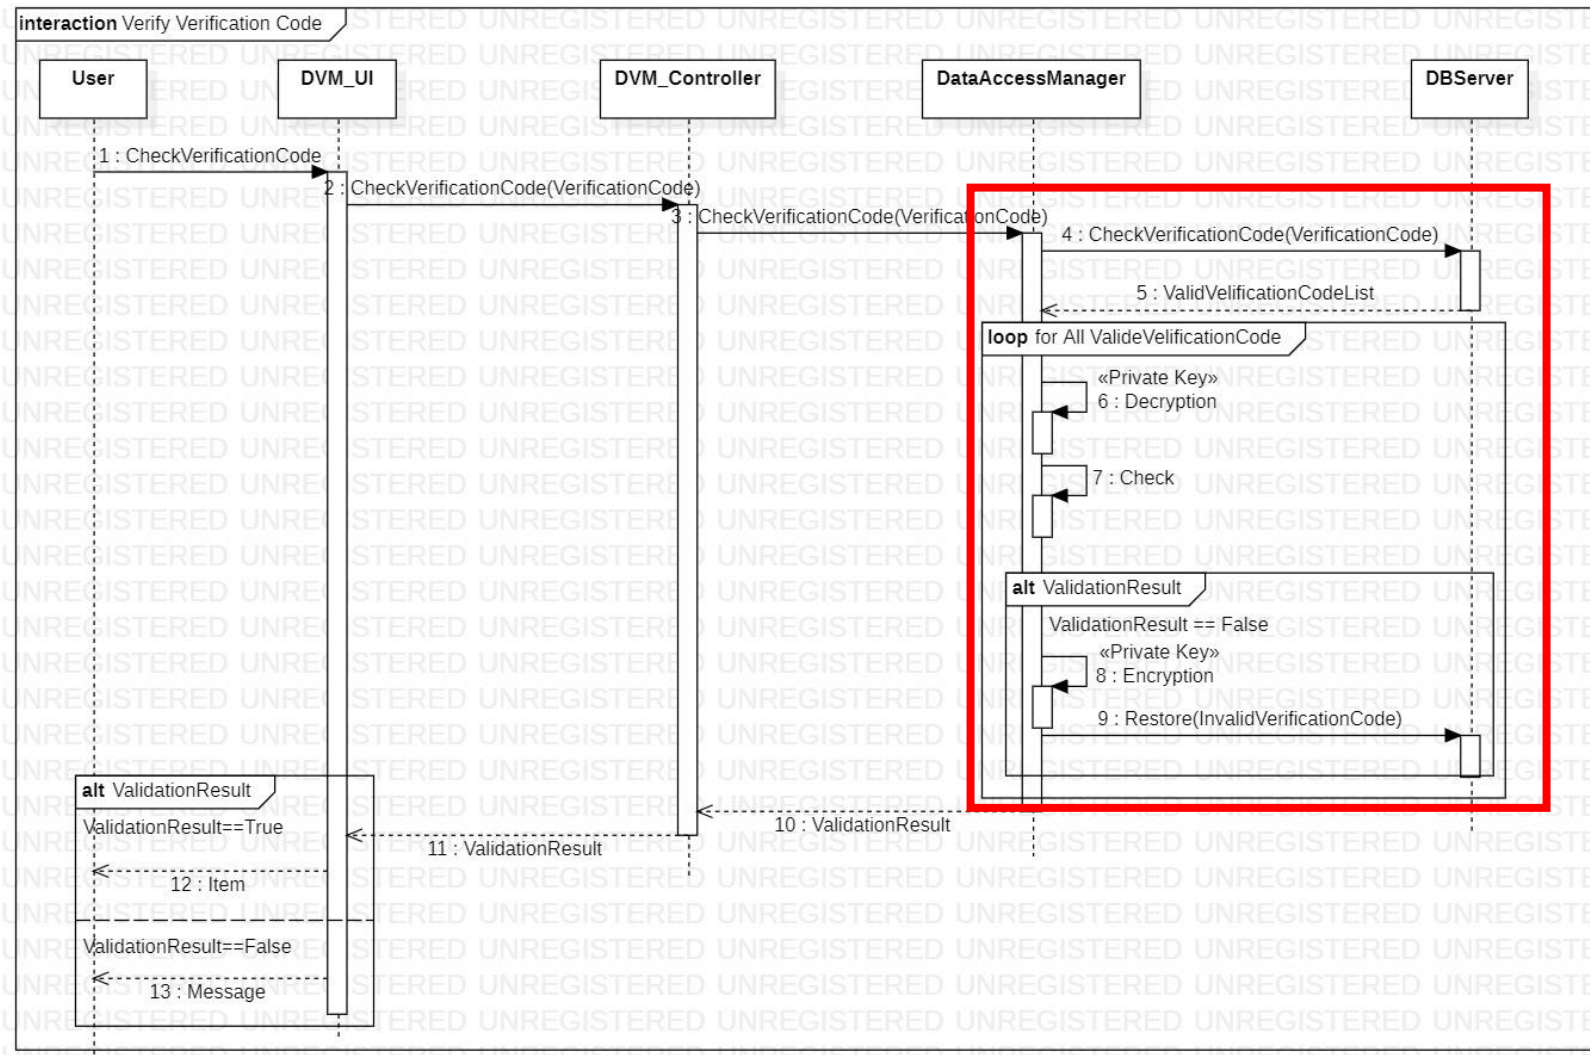 interaction Verify Verification Code
User
DVM_UI
DVM_Controller
DataAccessManager
DBServer
1 : CheckVerificationCode
2 : CheckVerificationCode(VerificationCode)
3 : CheckVerificationCode(VerificationCode)
4 : CheckVerificationCode(VerificationCode)
5 : ValidVelificationCodeList
loop for All ValideVelificationCode
«Private Key»
6 : Decryption
7 : Check
alt ValidationResult
ValidationResult == False
«Private Key»
8 : Encryption
9 : Restore(InvalidVerificationCode)
10 : ValidationResult
11 : ValidationResult
alt ValidationResult
ValidationResult==True
12 : Item
ValidationResult==False
13 : Message
UNREGISTERED